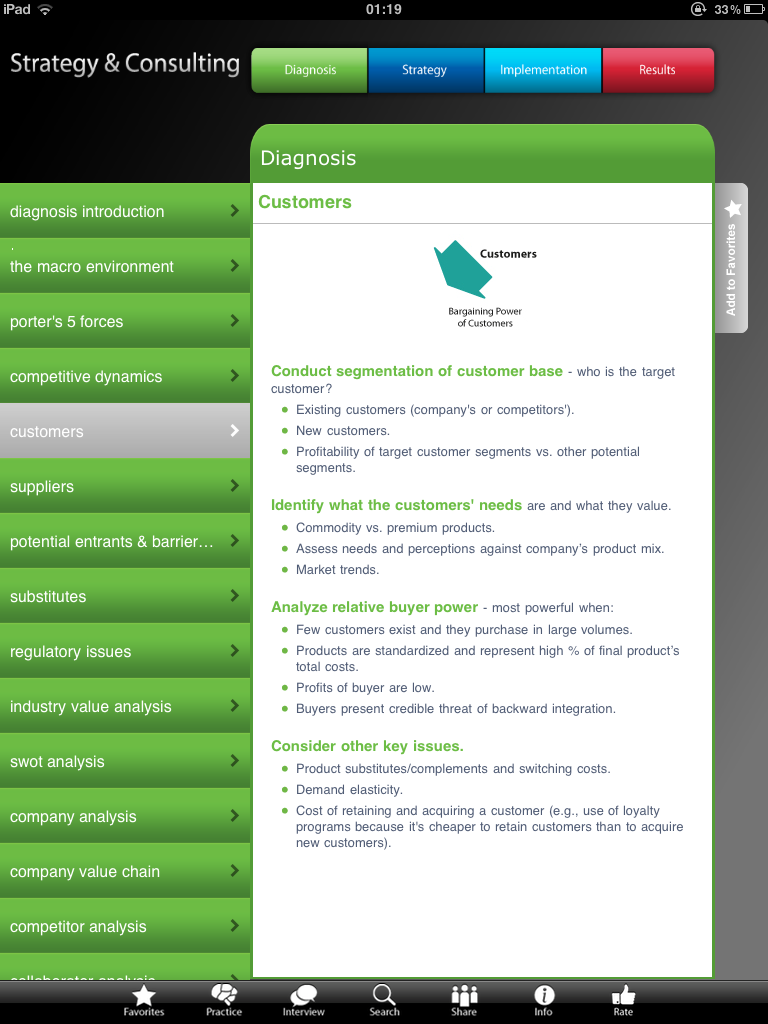 iPad 01:19 33%
Strategy & Consulting
Diagnosis Strategy Implementation Results
Diagnosis
diagnosis introduction
the macro environment
porter's 5 forces
competitive dynamics
customers
suppliers
potential entrants & barrier...
substitutes
regulatory issues
industry value analysis
swot analysis
company analysis
company value chain
competitor analysis
collaborator analysis
Customers
Add to Favorites
Customers
Bargaining Power
of Customers
Conduct segmentation of customer base - who is the target
customer?
Existing customers (company's or competitors').
New customers.
Profitability of target customer segments vs. other potential
segments.
Identify what the customers' needs are and what they value.
Commodity vs. premium products.
Assess needs and perceptions against company's product mix.
Market trends.
Analyze relative buyer power - most powerful when:
Few customers exist and they purchase in large volumes.
Products are standardized and represent high % of final product's
total costs.
Profits of buyer are low.
Buyers present credible threat of backward integration.
Consider other key issues.
Product substitutes/complements and switching costs.
Demand elasticity.
Cost of retaining and acquiring a customer (e.g., use of loyalty
programs because it's cheaper to retain customers than to acquire
new customers).
Favorites Practice Interview Search Share Info Rate